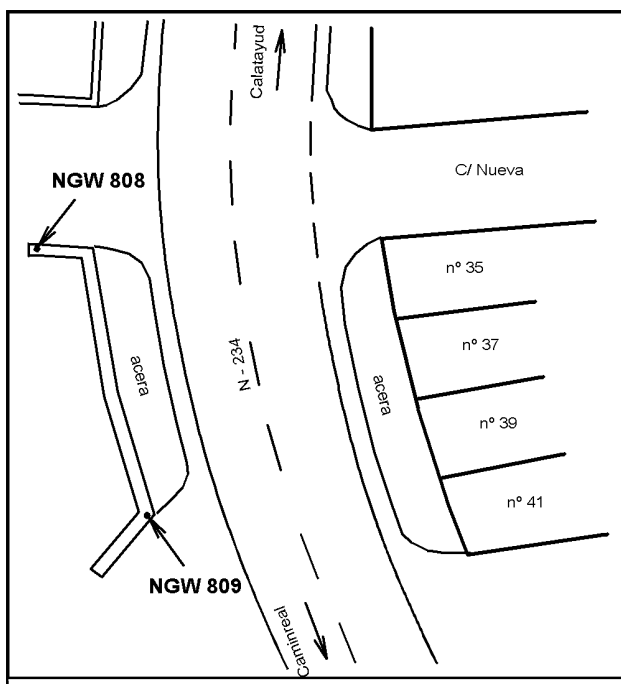 Calatayud
C/ Nueva
NGW 808
nº 35
nº 37
N - 234
acera
acera
nº 39
nº 41
NGW 809
Caminreal